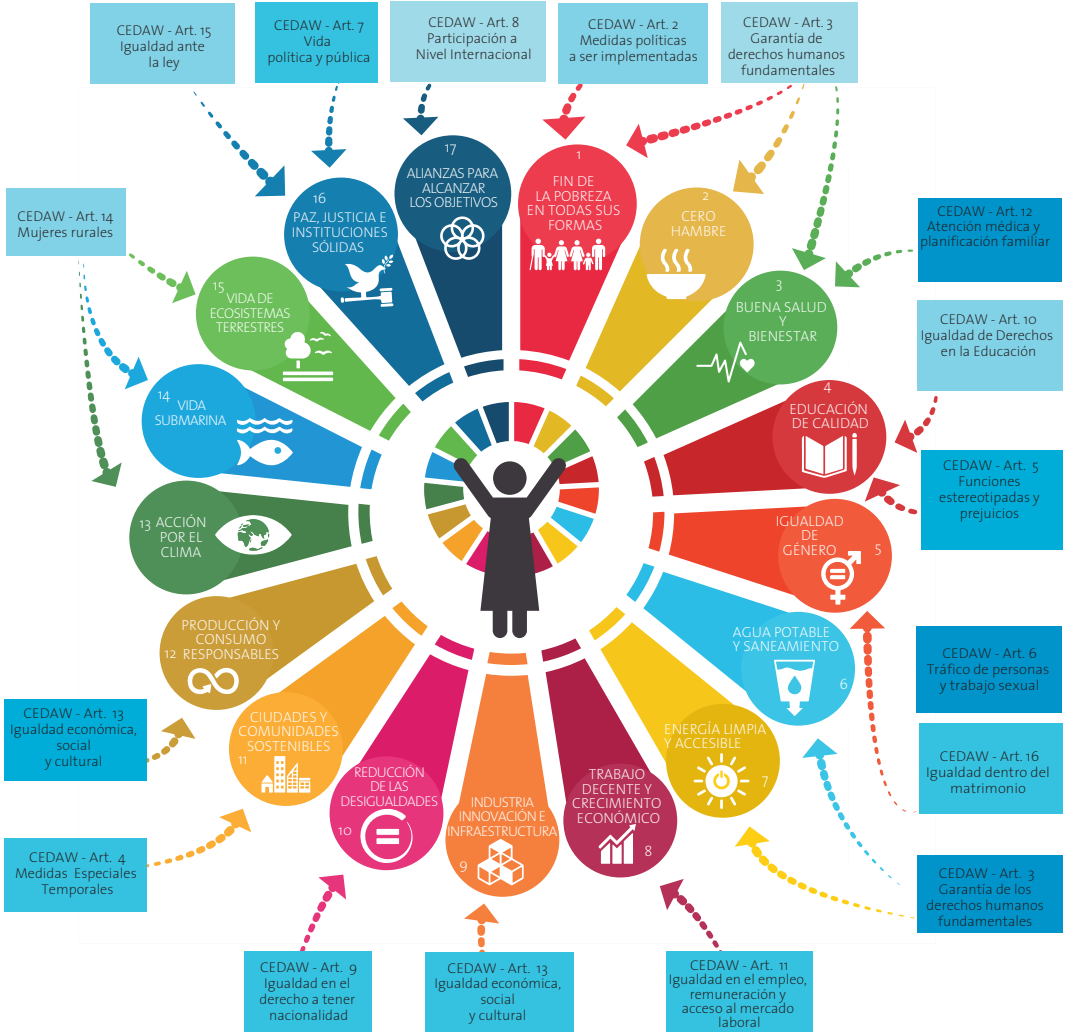 CEDAW - Art. 15
Igualdad ante
la ley
CEDAW - Art. 7
Vida
política y pública
CEDAW - Art. 8
Participación a
Nivel Internacional
CEDAW - Art. 2
Medidas políticas
a ser implementadas
CEDAW - Art. 3
Garantía de
derechos humanos
fundamentales
CEDAW - Art. 14
Mujeres rurales
CEDAW - Art. 12
Atención médica y
planificación familiar
CEDAW - Art. 10
Igualdad de Derechos
en la Educación
CEDAW - Art. 5
Funciones
estereotipadas y
prejuicios
CEDAW - Art. 6
Tráfico de personas
y trabajo sexual
CEDAW - Art. 16
Igualdad dentro del
matrimonio
CEDAW - Art. 3
Garantía de los
derechos humanos
fundamentales
CEDAW - Art. 11
Igualdad en el empleo,
remuneración y
acceso al mercado
laboral
CEDAW - Art. 13
Igualdad económica,
social
y cultural
CEDAW - Art. 9
Igualdad en el
derecho a tener
nacionalidad
CEDAW - Art. 4
Medidas Especiales
Temporales
CEDAW - Art. 13
Igualdad económica,
social
y cultural
1
FIN DE
LA POBREZA
EN TODAS SUS
FORMAS
2
CERO
HAMBRE
3
BUENA SALUD
Y
BIENESTAR
4
EDUCACIÓN
DE CALIDAD
IGUALDAD
DE
GÉNERO 5
AGUA POTABLE
Y SANEAMIENTO
6
ENERGÍA LIMPIA
Y ACCESIBLE
7
TRABAJO
DECENTE Y
CRECIMIENTO
ECONÓMICO
8
INDUSTRIA
INNOVACIÓN E
INFRAESTRUCTURA
9
REDUCCIÓN
DE LAS
DESIGUALDADES
10
CIUDADES Y
COMUNIDADES
SOSTENIBLES
11
PRODUCCIÓN Y
CONSUMO
12 RESPONSABLES
13 ACCIÓN
POR EL
CLIMA
14 VIDA
SUBMARINA
15
VIDA DE
ECOSISTEMAS
TERRESTRES
16
PAZ, JUSTICIA E
INSTITUCIONES
SÓLIDAS
17
ALIANZAS PARA
ALCANZAR
LOS OBJETIVOS